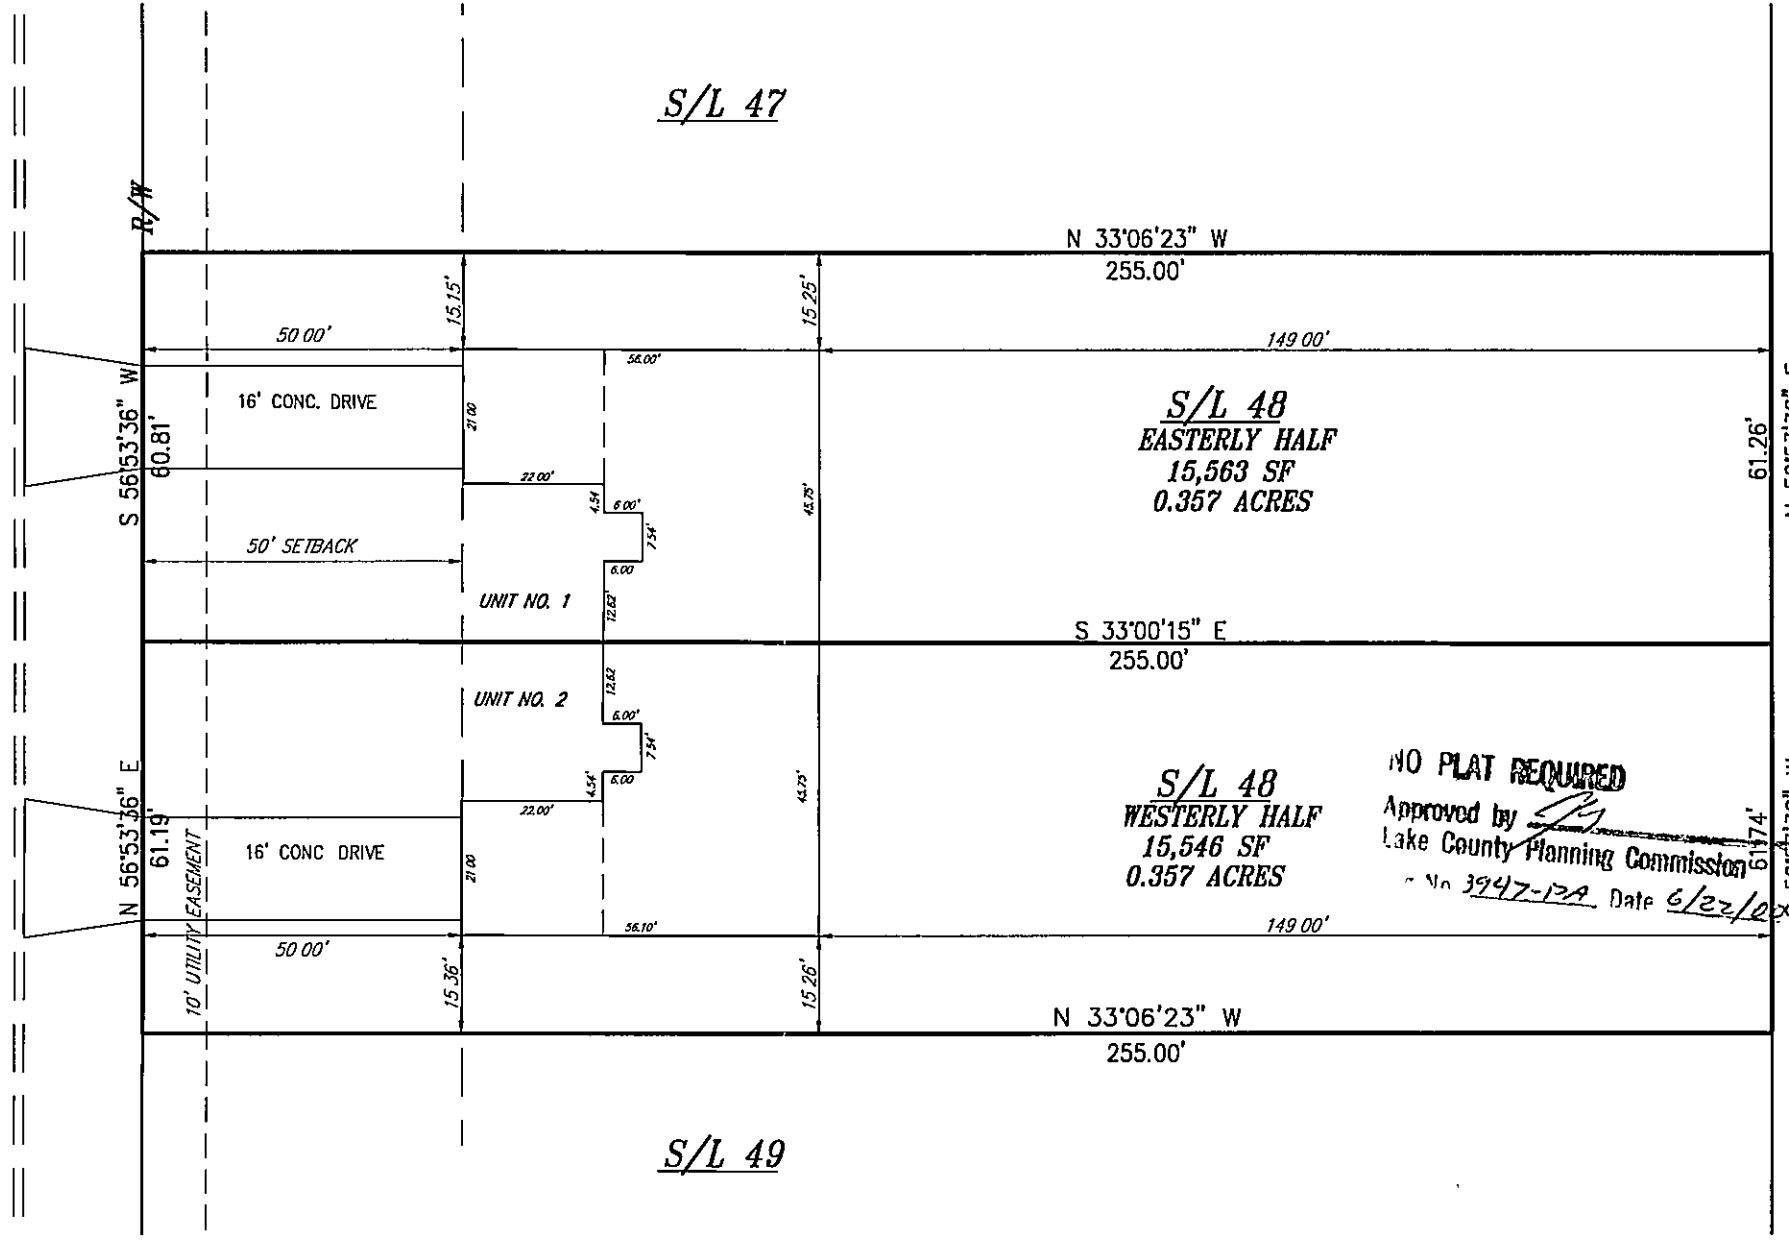 S/L 47
R/W
N 33°06'23" W
255.00'
15.15'
15 25'
50 00'
56.00'
149 00'
16' CONC. DRIVE
21 00
S 56°53'36" W
60.81'
S/L 48
EASTERLY HALF
15,563 SF
0.357 ACRES
61.26'
22 00'
4.54
6 00'
7.54'
6.00
45.75'
50' SETBACK
UNIT NO. 1
12.62'
S 33°00'15" E
255.00'
UNIT NO. 2
12.62
6.00'
7.54'
6.00
4.54'
22.00'
45.75'
N 56°53'36" E
61.19'
16' CONC DRIVE
21 00
10' UTILITY EASEMENT
S/L 48
WESTERLY HALF
15,546 SF
0.357 ACRES
NO PLAT REQUIRED
Approved by
Lake County Planning Commission
No 3947-PA Date 6/22/
50 00'
56.10'
149 00'
15 36'
15 26'
N 33°06'23" W
255.00'
S/L 49